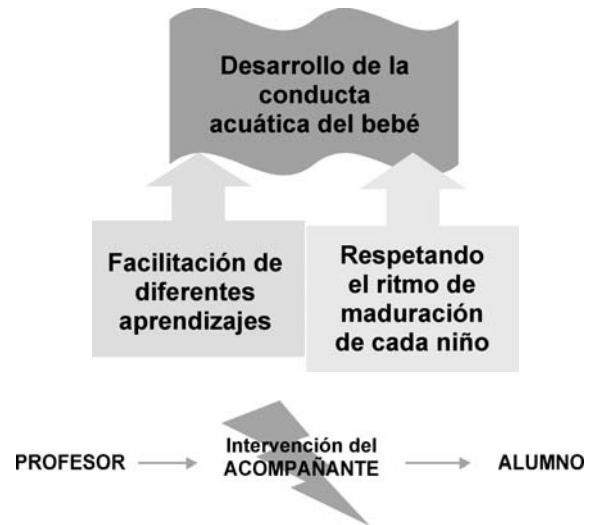 Desarrollo de la
conducta
acuática del bebé
Facilitación de
diferentes
aprendizajes
Respetando
el ritmo de
maduración
de cada niño
PROFESOR
Intervención del
ACOMPAÑANTE
ALUMNO